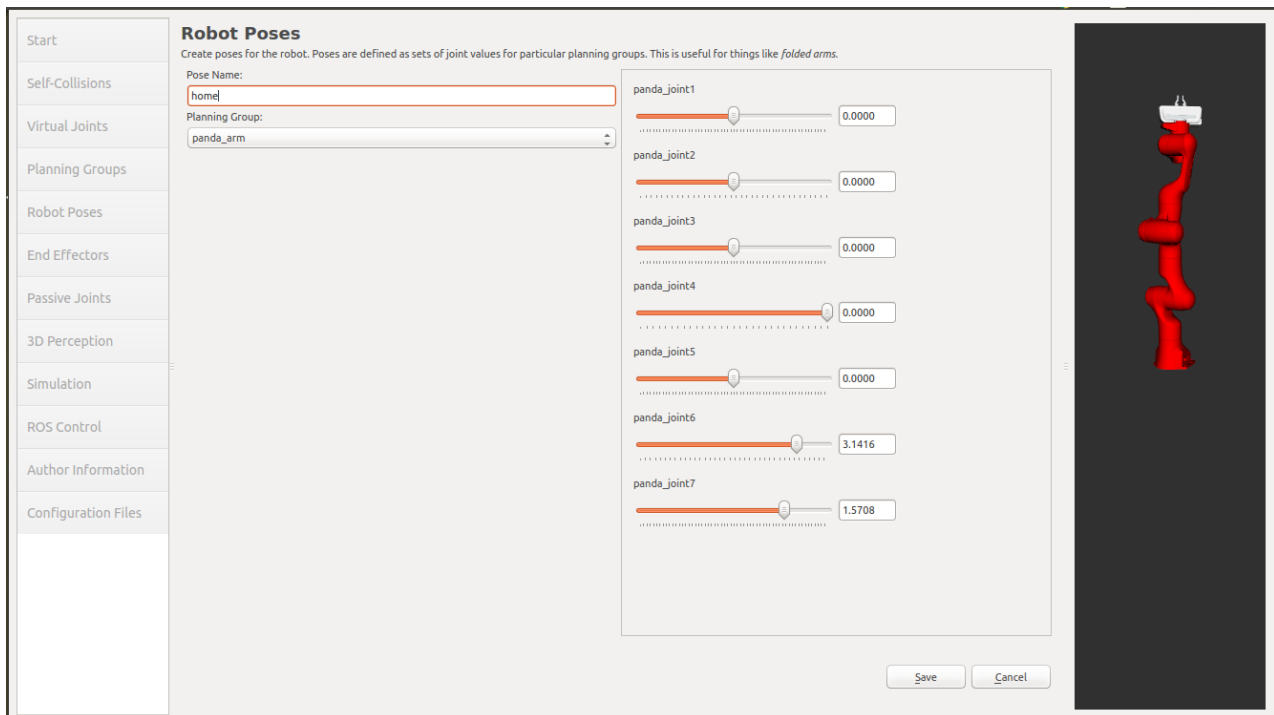 Start
Self-Collisions
Virtual Joints
Planning Groups
Robot Poses
End Effectors
Passive Joints
3D Perception
Simulation
ROS Control
Author Information
Configuration Files
Robot Poses
Create poses for the robot. Poses are defined as sets of joint values for particular planning groups. This is useful for things like folded arms.
Pose Name:
home
Planning Group:
panda_arm
panda_joint1
0.0000
panda_joint2
0.0000
panda_joint3
0.0000
panda_joint4
0.0000
panda_joint5
0.0000
panda_joint6
3.1416
panda_joint7
1.5708
Save
Cancel